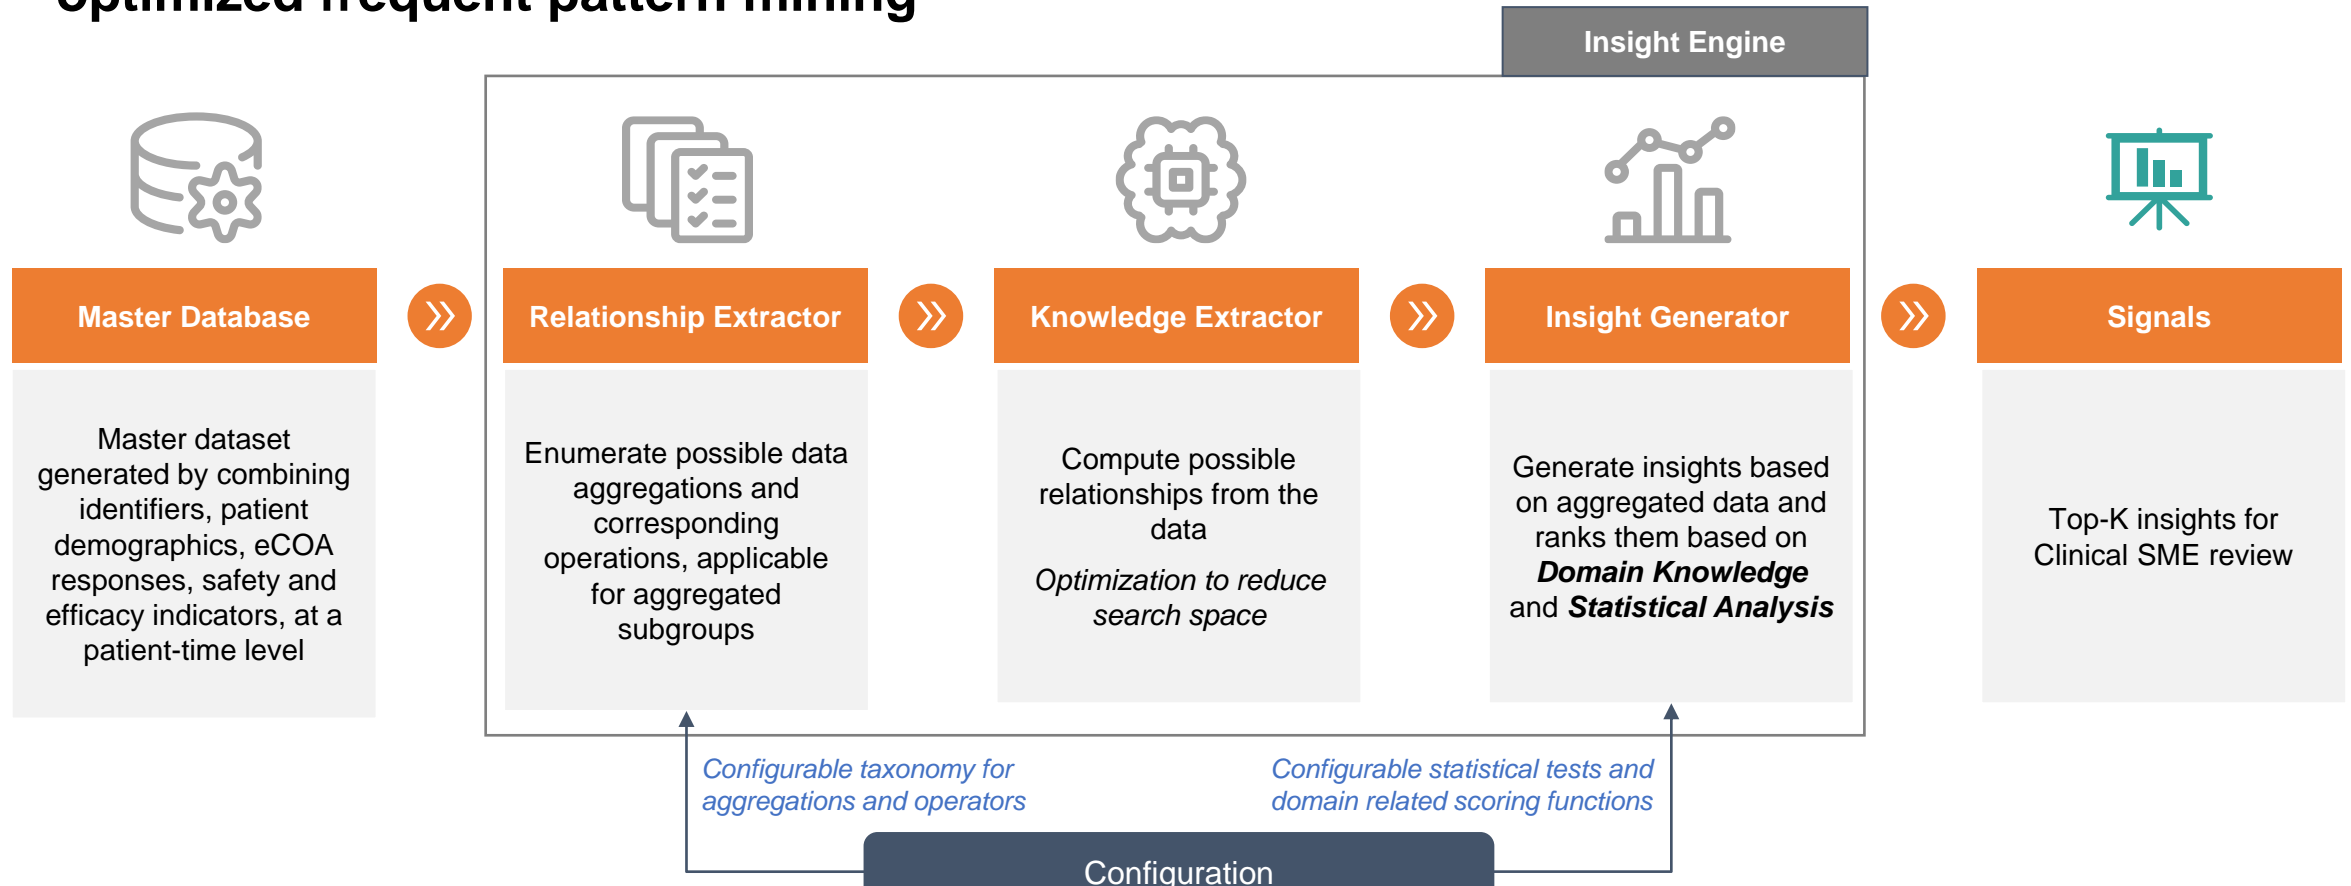 optimized frequent pattern mining
Insight Engine
Master Database
Relationship Extractor
Knowledge Extractor
Insight Generator
Signals
Master dataset
generated by combining
identifiers, patient
demographics, eCOA
responses, safety and
efficacy indicators, at a
patient-time level
Enumerate possible data
aggregations and
corresponding
operations, applicable
for aggregated
subgroups
Compute possible
relationships from the
data
Optimization to reduce
search space
Generate insights based
on aggregated data and
ranks them based on
Domain Knowledge
and Statistical Analysis
Top-K insights for
Clinical SME review
Configurable taxonomy for
aggregations and operators
Configurable statistical tests and
domain related scoring functions
Configuration